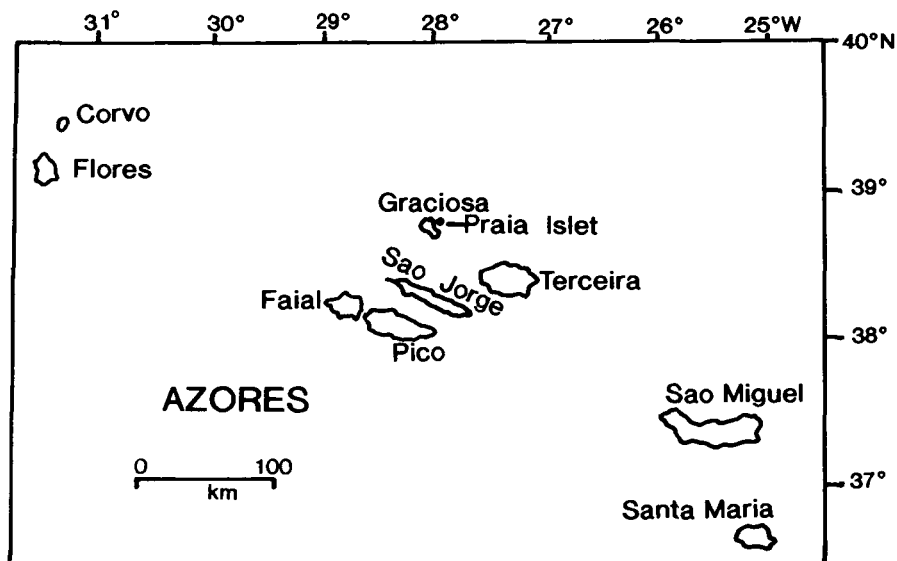 31° 30° 29° 28° 27° 26° 25°W
40°N
Corvo
Flores
39°
Graciosa
Praia Islet
Sao Jorge
Terceira
Faial
38°
Pico
Sao Miguel
AZORES
0 100
km
37°
Santa Maria